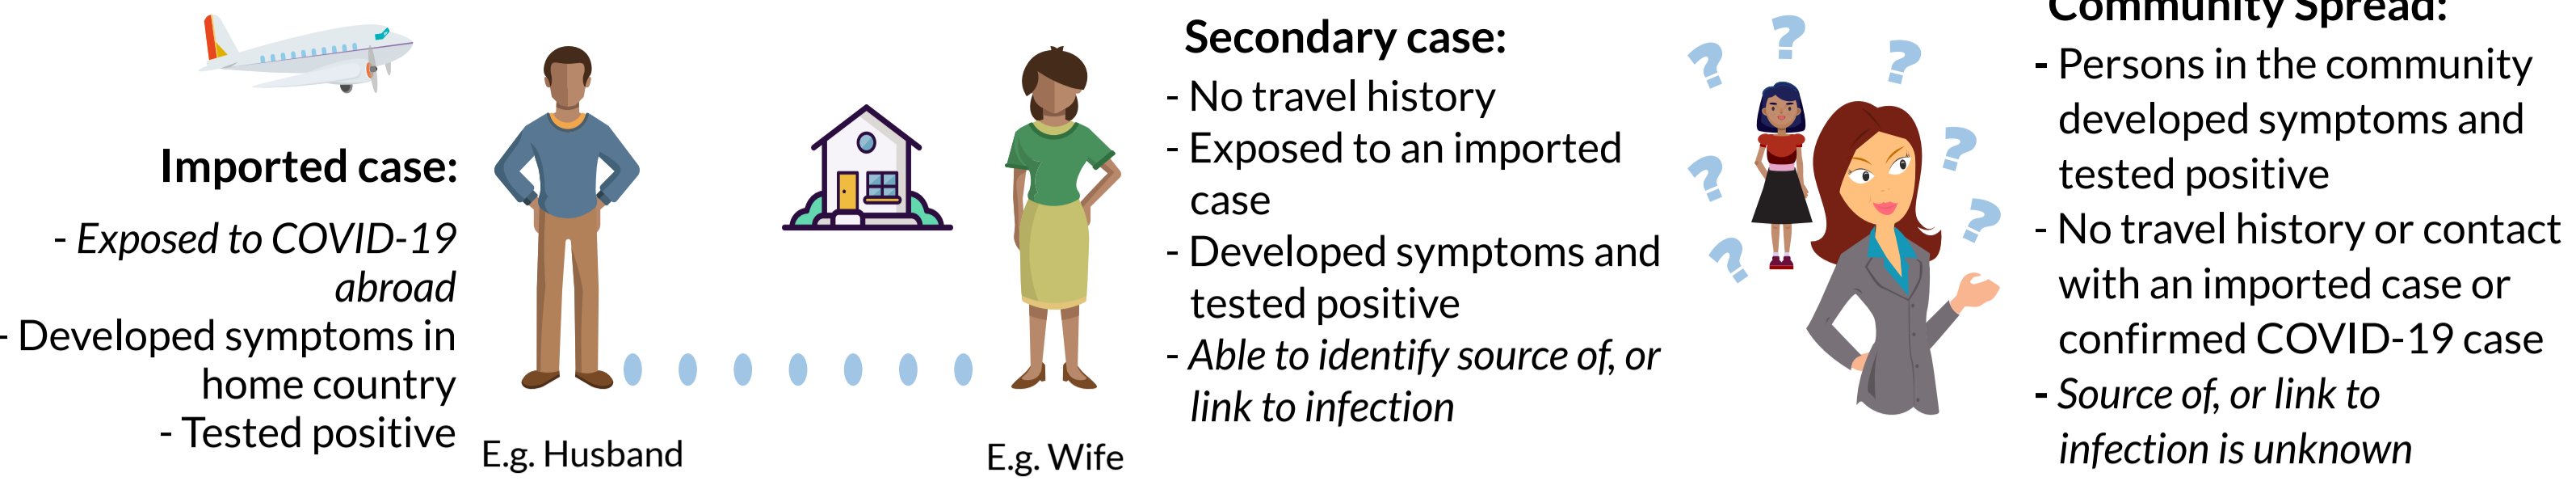 Imported case:
- Exposed to COVID-19
abroad
- Developed symptoms in
home country
- Tested positive
E.g. Husband
E.g. Wife
Secondary case:
- No travel history
- Exposed to an imported
case
- Developed symptoms and
tested positive
- Able to identify source of, or
link to infection
? ? ? ? ? ? ?
Community Spread:
- Persons in the community
developed symptoms and
tested positive
- No travel history or contact
with an imported case or
confirmed COVID-19 case
- Source of, or link to
infection is unknown